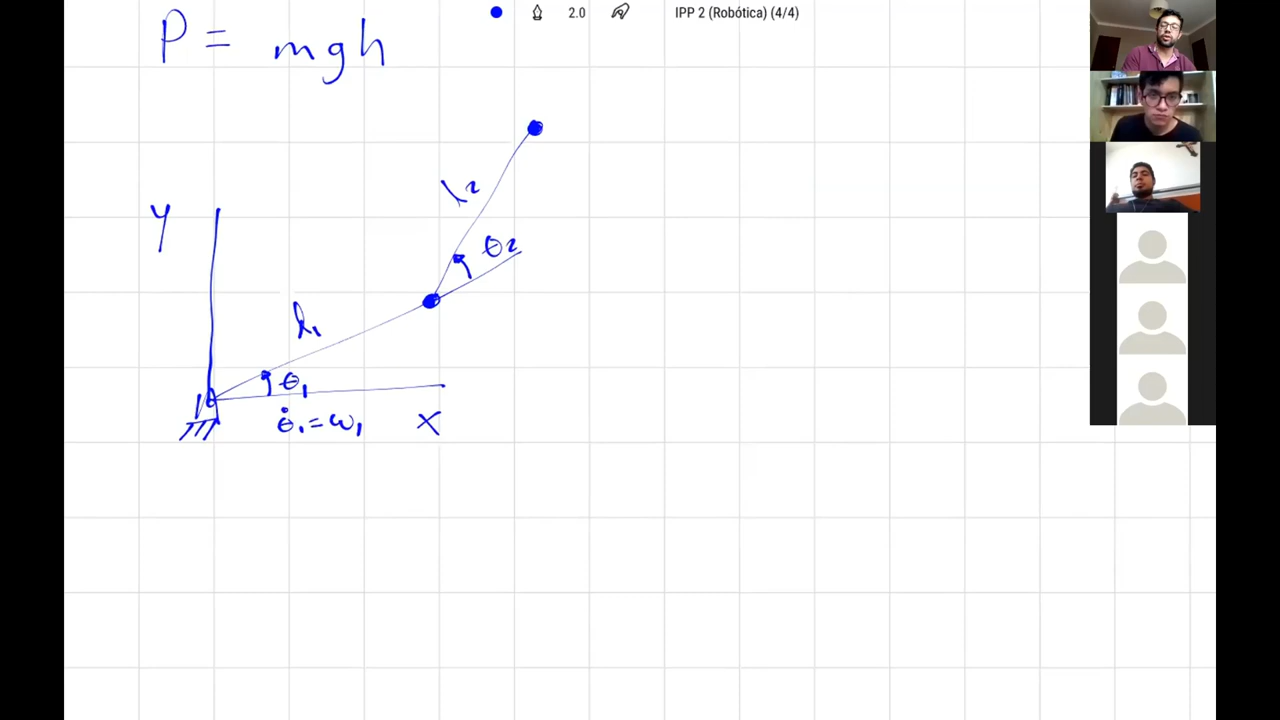 2.0 IPP 2 (Robótica) (4/4)
P = mgh
y
l₂
θ₂
l₁
θ₁
θ̇₁ = ω₁
x